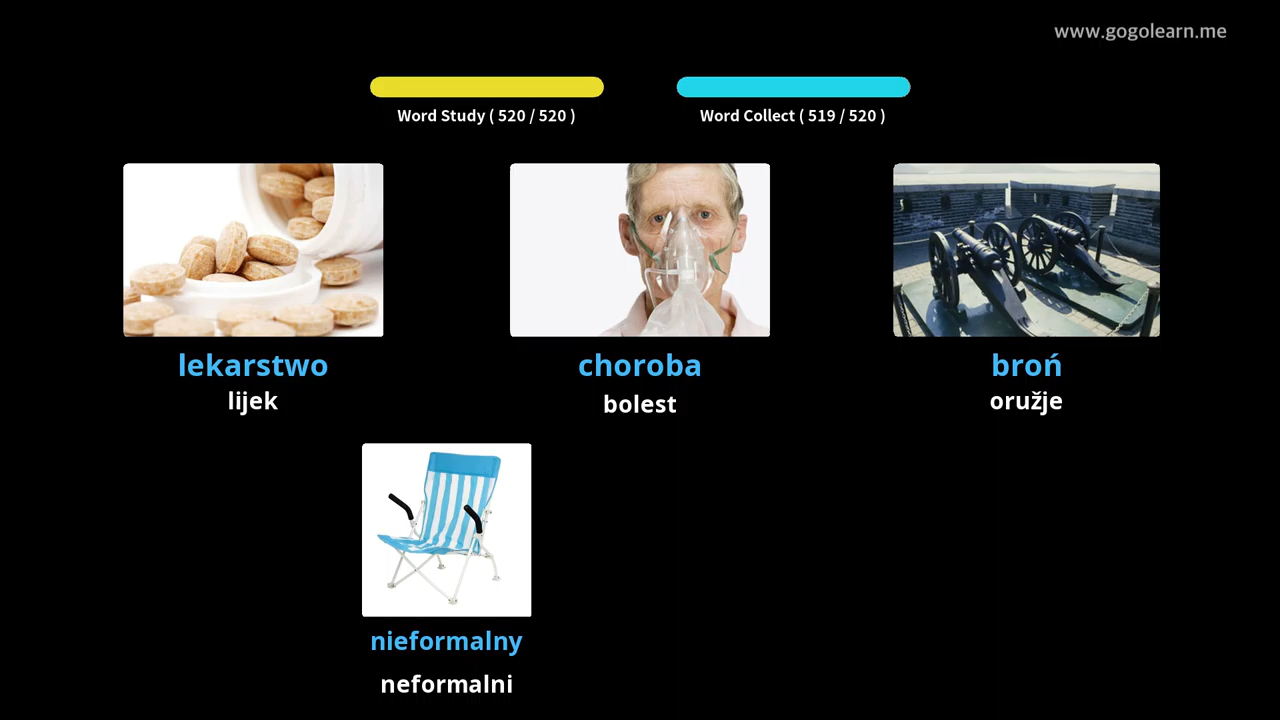 www.gogolearn.me
Word Study ( 520 / 520 )
Word Collect ( 519 / 520 )
lekarstwo
lijek
choroba
bolest
broń
oružje
nieformalny
neformalni